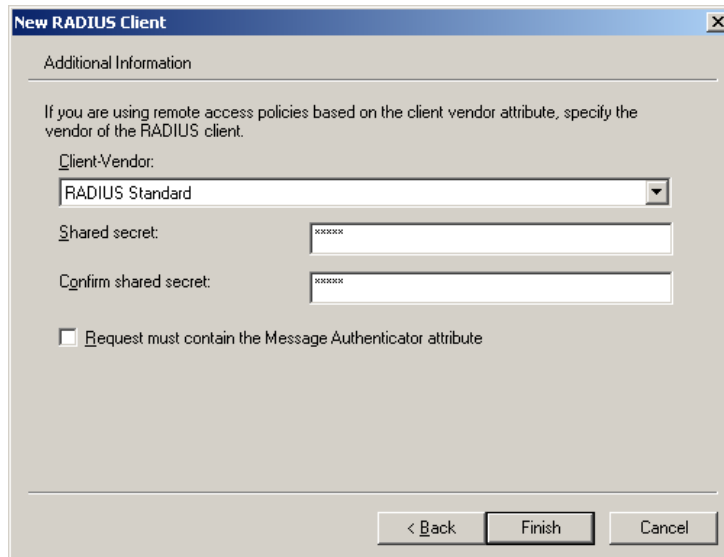 New RADIUS Client
Additional Information
If you are using remote access policies based on the client vendor attribute, specify the
vendor of the RADIUS client.
Client-Vendor:
RADIUS Standard
Shared secret:
*****
Confirm shared secret:
*****
Request must contain the Message Authenticator attribute
< Back
Finish
Cancel